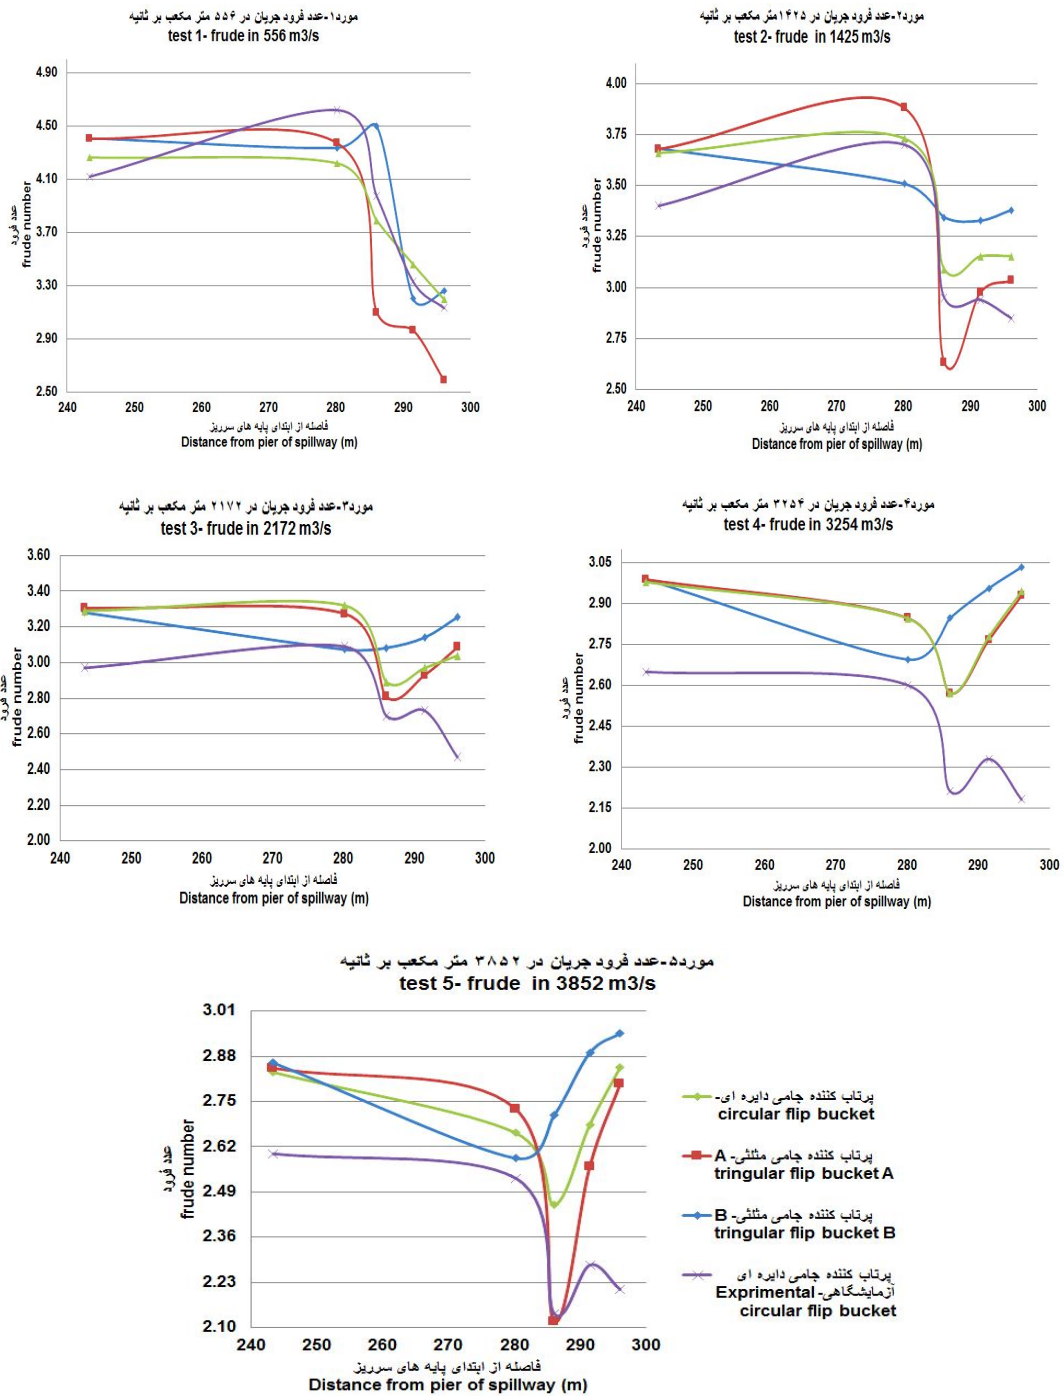 مورد۱-عدد فرود جریان در ۵۵۶ متر مکعب بر ثانیه
test 1- frude in 556 m3/s
4.90
4.50
4.10
3.70
3.30
2.90
2.50
عدد فرود
frude number
240 250 260 270 280 290 300
فاصله از ابتدای پایه های سرریز
Distance from pier of spillway (m)
مورد۲-عدد فرود جریان در ۱۴۲۵متر مکعب بر ثانیه
test 2- frude in 1425 m3/s
4.00
3.75
3.50
3.25
3.00
2.75
2.50
عدد فرود
frude number
240 250 260 270 280 290 300
فاصله از ابتدای پایه های سرریز
Distance from pier of spillway (m)
مورد۳-عدد فرود جریان در ۲۱۷۲ متر مکعب بر ثانیه
test 3- frude in 2172 m3/s
3.60
3.40
3.20
3.00
2.80
2.60
2.40
2.20
2.00
عدد فرود
frude number
240 250 260 270 280 290 300
فاصله از ابتدای پایه های سرریز
Distance from pier of spillway (m)
مورد۴-عدد فرود جریان در ۳۲۵۴ متر مکعب بر ثانیه
test 4- frude in 3254 m3/s
3.05
2.90
2.75
2.60
2.45
2.30
2.15
2.00
عدد فرود
frude number
240 250 260 270 280 290 300
فاصله از ابتدای پایه های سرریز
Distance from pier of spillway (m)
مورد۵-عدد فرود جریان در ۳۸۵۲ متر مکعب بر ثانیه
test 5- frude in 3852 m3/s
3.01
2.88
2.75
2.62
2.49
2.36
2.23
2.10
عدد فرود
frude number
240 250 260 270 280 290 300
فاصله از ابتدای پایه های سرریز
Distance from pier of spillway (m)
پرتاب کننده جامی دایره ای-
circular flip bucket
پرتاب کننده جامی مثلثی- A
tringular flip bucket A
پرتاب کننده جامی مثلثی- B
tringular flip bucket B
پرتاب کننده جامی دایره ای
آزمایشگاهی- Exprimental
circular flip bucket